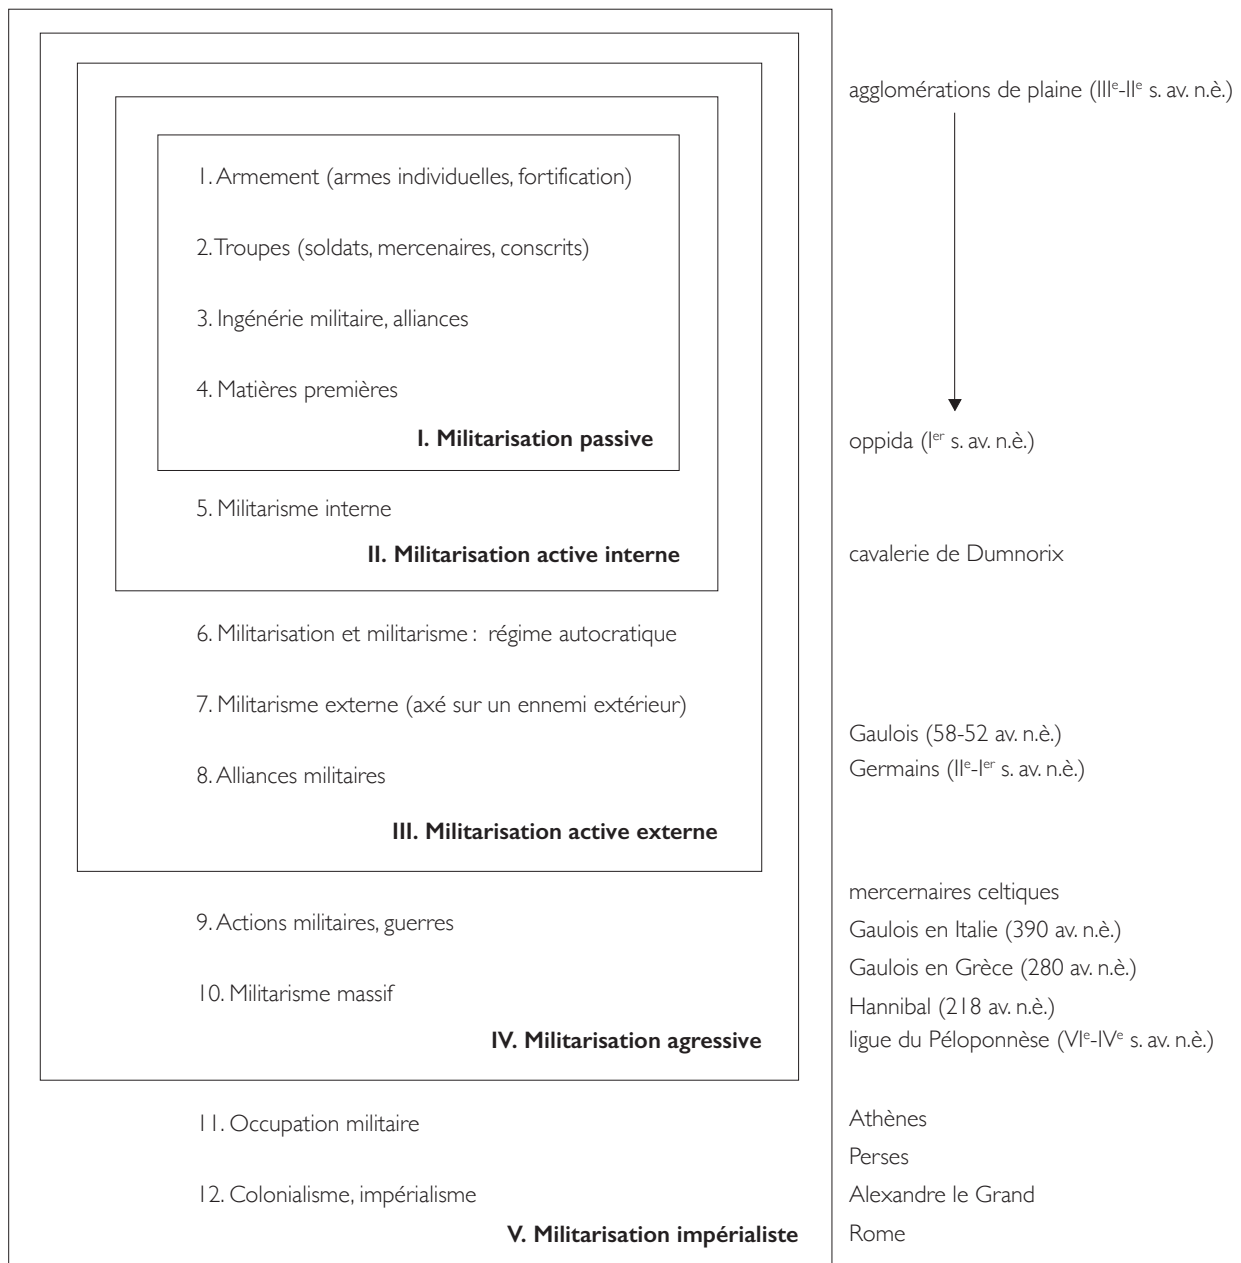 agglomérations de plaine (IIIe-IIe s. av. n.è.)
1. Armement (armes individuelles, fortification)
2. Troupes (soldats, mercenaires, conscrits)
3. Ingénérie militaire, alliances
4. Matières premières
I. Militarisation passive
oppida (Ier s. av. n.è.)
5. Militarisme interne
II. Militarisation active interne
cavalerie de Dumnorix
6. Militarisation et militarisme : régime autocratique
7. Militarisme externe (axé sur un ennemi extérieur)
Gaulois (58-52 av. n.è.)
8. Alliances militaires
Germains (IIe-Ier s. av. n.è.)
III. Militarisation active externe
mercernaires celtiques
9. Actions militaires, guerres
Gaulois en Italie (390 av. n.è.)
Gaulois en Grèce (280 av. n.è.)
10. Militarisme massif
Hannibal (218 av. n.è.)
IV. Militarisation agressive
ligue du Péloponnèse (VIe-IVe s. av. n.è.)
11. Occupation militaire
Athènes
Perses
12. Colonialisme, impérialisme
Alexandre le Grand
V. Militarisation impérialiste
Rome